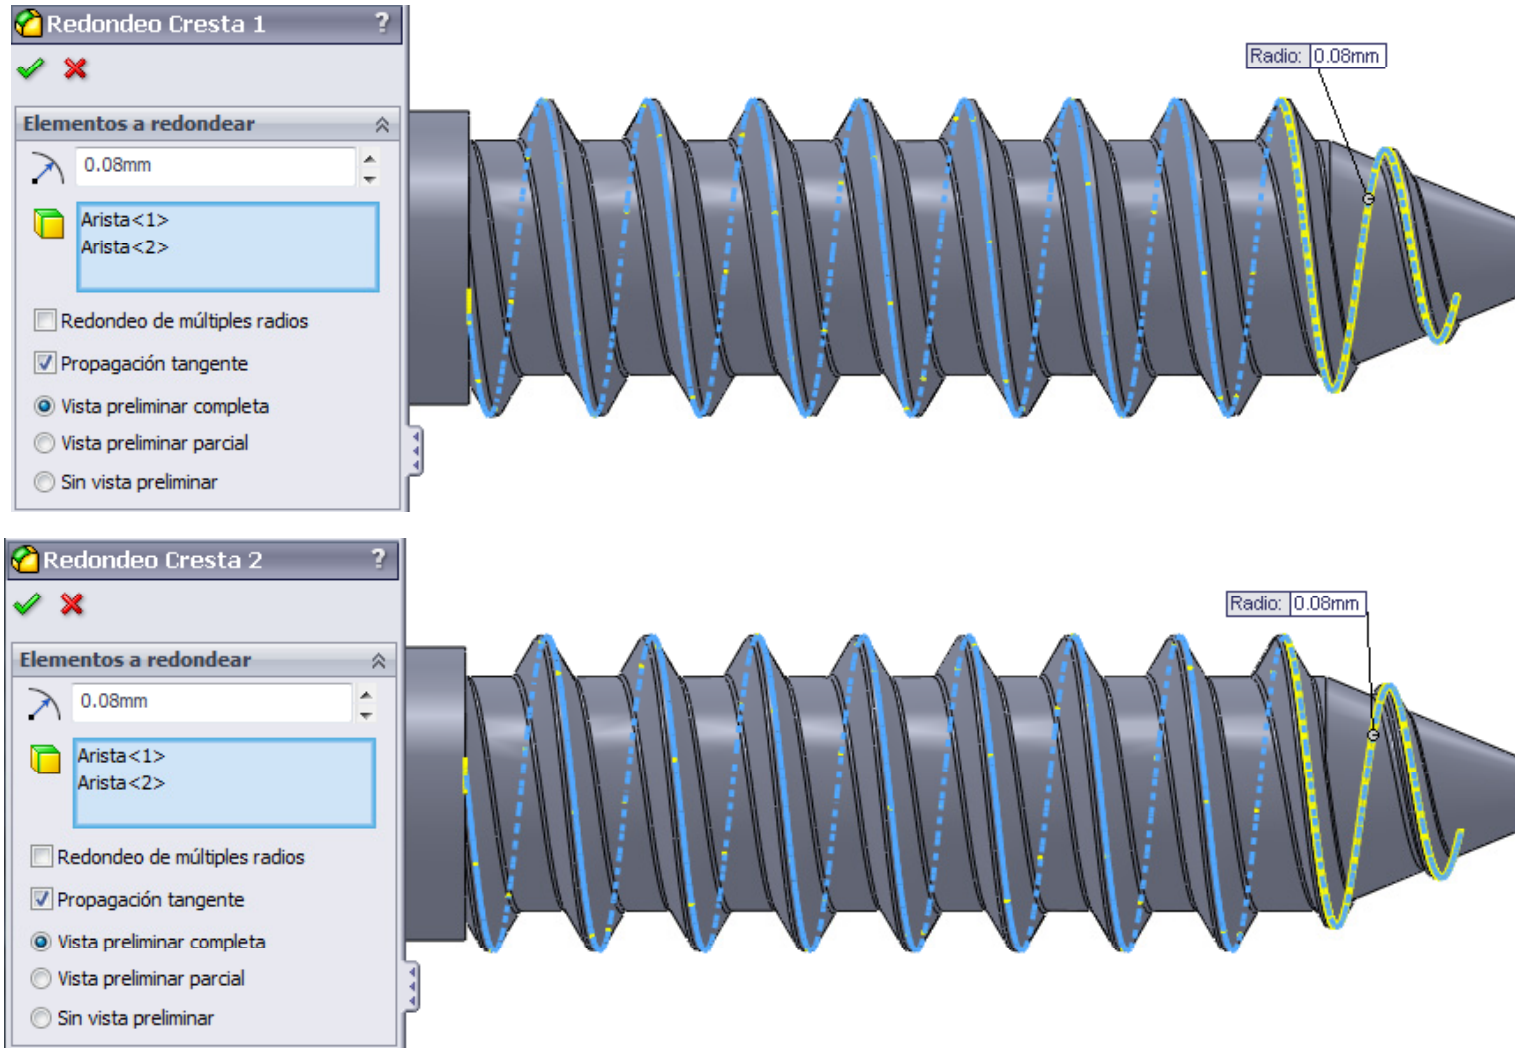 Redondeo Cresta 1 ?
Elementos a redondear
0.08mm
Arista<1>
Arista<2>
Redondeo de múltiples radios
Propagación tangente
Vista preliminar completa
Vista preliminar parcial
Sin vista preliminar
Radio: 0.08mm
Redondeo Cresta 2 ?
Elementos a redondear
0.08mm
Arista<1>
Arista<2>
Redondeo de múltiples radios
Propagación tangente
Vista preliminar completa
Vista preliminar parcial
Sin vista preliminar
Radio: 0.08mm